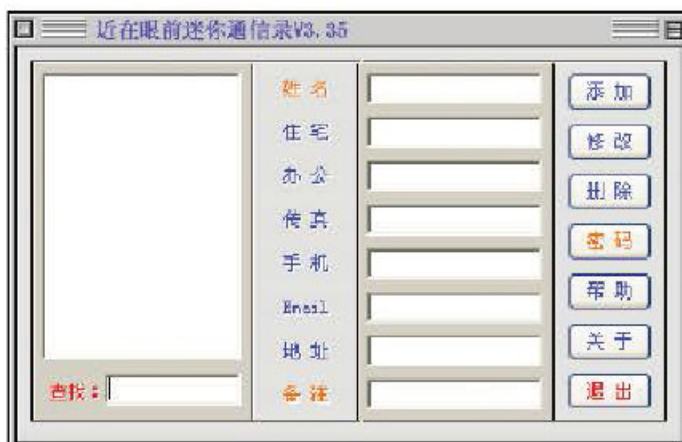 近在眼前迷你通信录V3.35
姓 名
住 宅
办 公
传 真
手 机
Email
地 址
备 注
查找：
添 加
修 改
删 除
密 码
帮 助
关 于
退 出